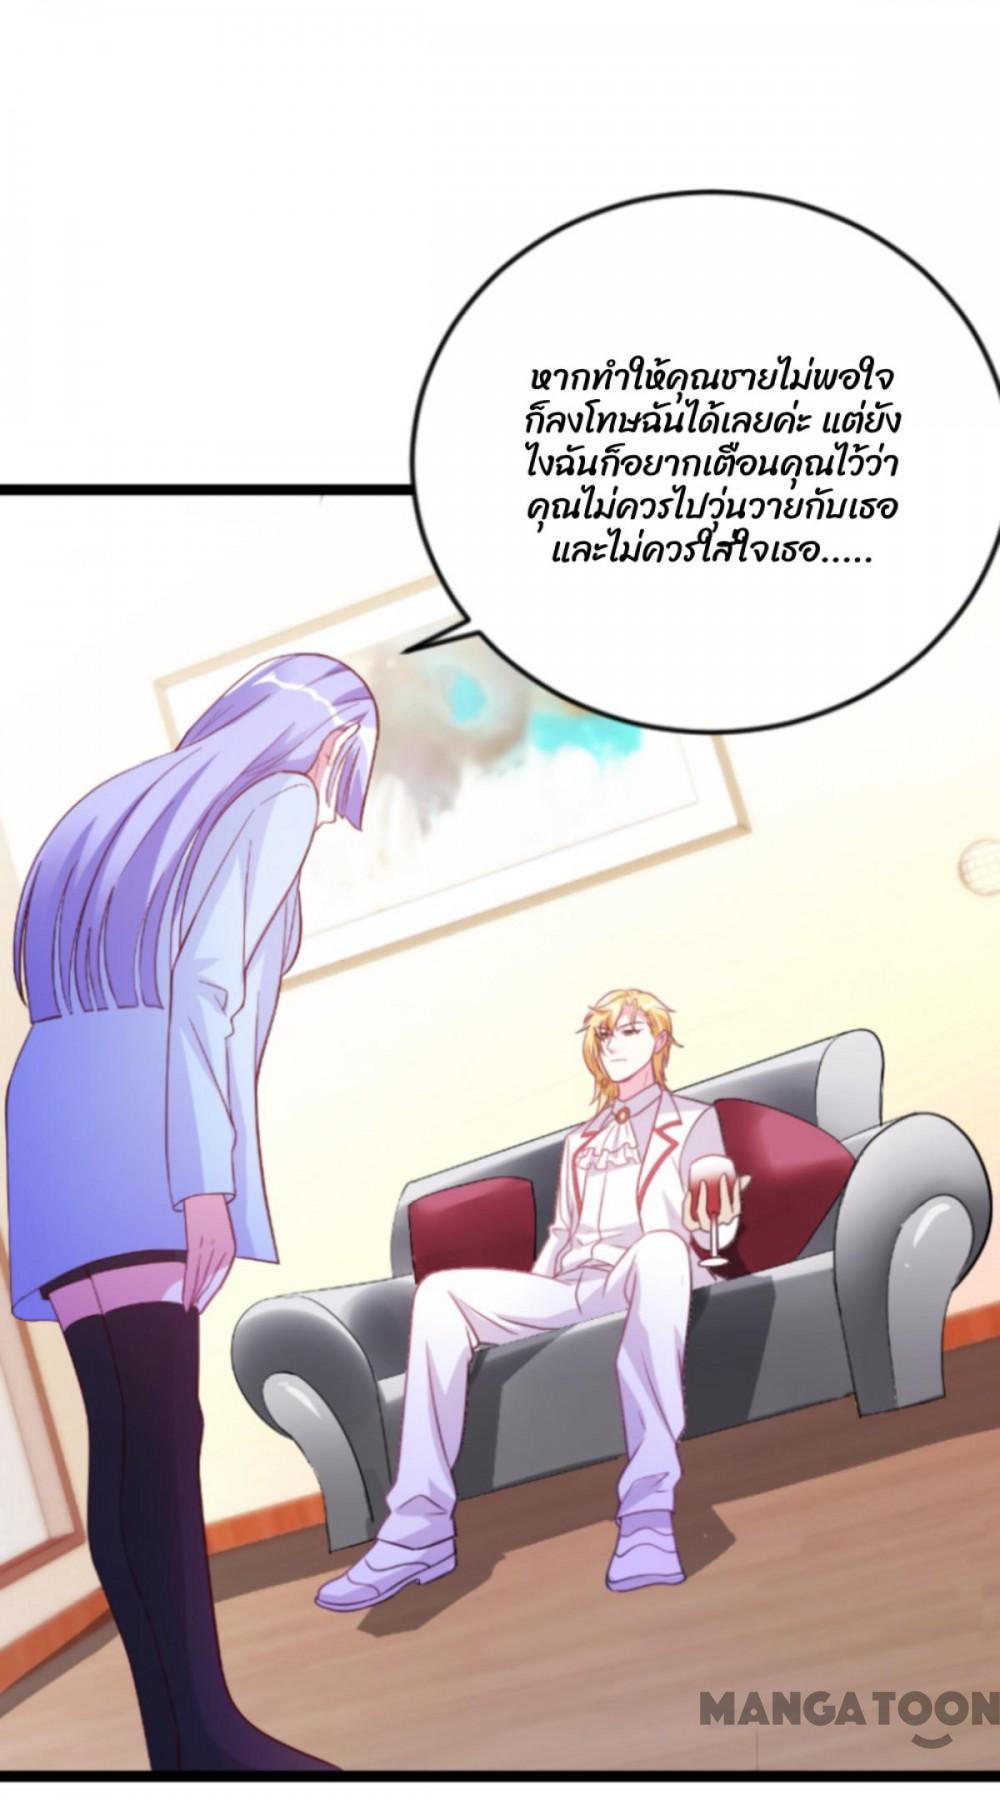 หากทำให้คุณชายไม่พอใจ
ก็ลงโทษฉันได้เลยค่ะ แต่ยัง
ไงฉันก็อยากเตือนคุณไว้ว่า
คุณไม่ควรไปวุ่นวายกับเธอ
และไม่ควรใส่ใจเธอ.....
MANGA TOON